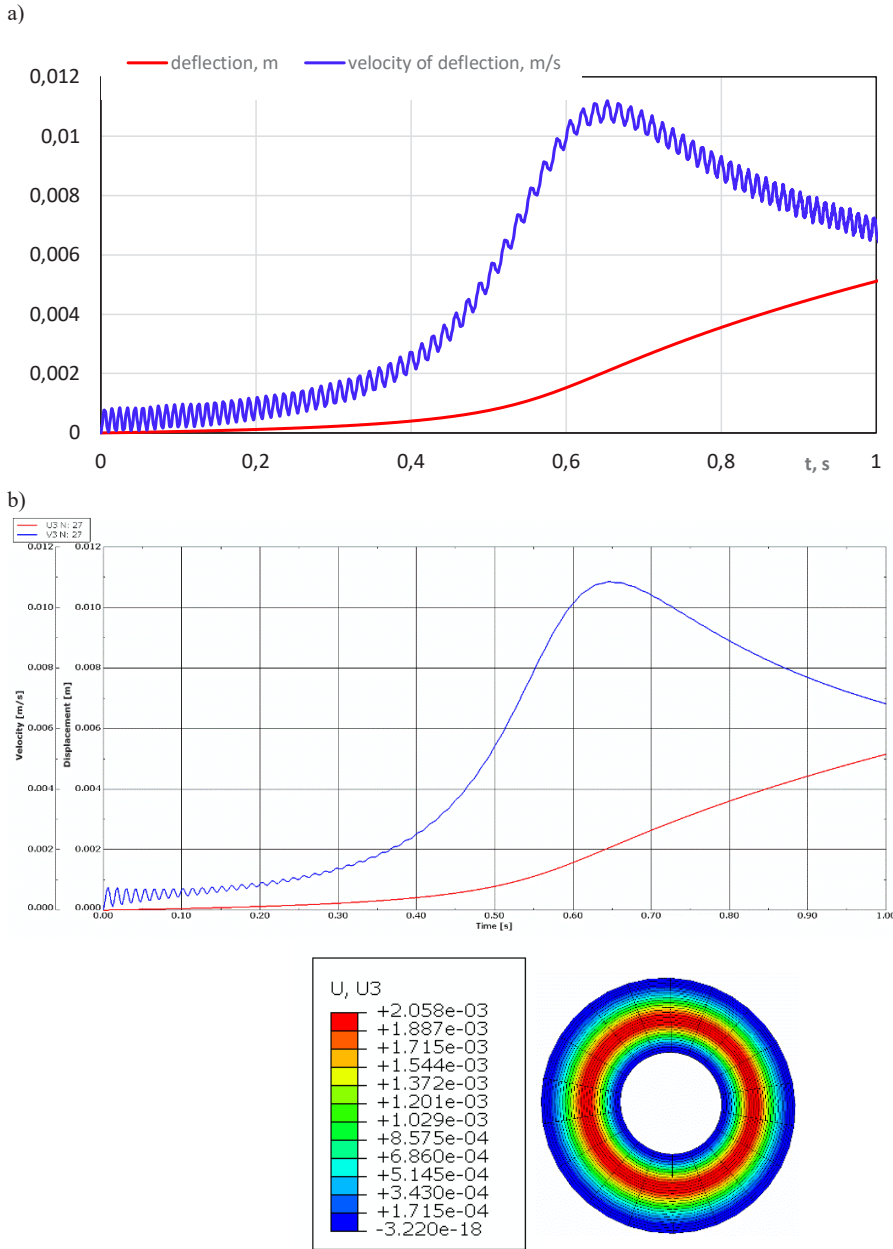 a)
deflection, m velocity of deflection, m/s
0,012
0,01
0,008
0,006
0,004
0,002
0
0 0,2 0,4 0,6 0,8 t, s 1
b)
U3 N: 27
V3 N: 27
0.012 0.012
0.010 0.010
0.008 0.008
0.006 0.006
0.004 0.004
0.002 0.002
0.000 0.000
Velocity [m/s]
Displacement [m]
0.00 0.10 0.20 0.30 0.40 0.50 0.60 0.70 0.80 0.90 1.00
Time [s]
U, U3
+2.058e-03
+1.887e-03
+1.715e-03
+1.544e-03
+1.372e-03
+1.201e-03
+1.029e-03
+8.575e-04
+6.860e-04
+5.145e-04
+3.430e-04
+1.715e-04
-3.220e-18